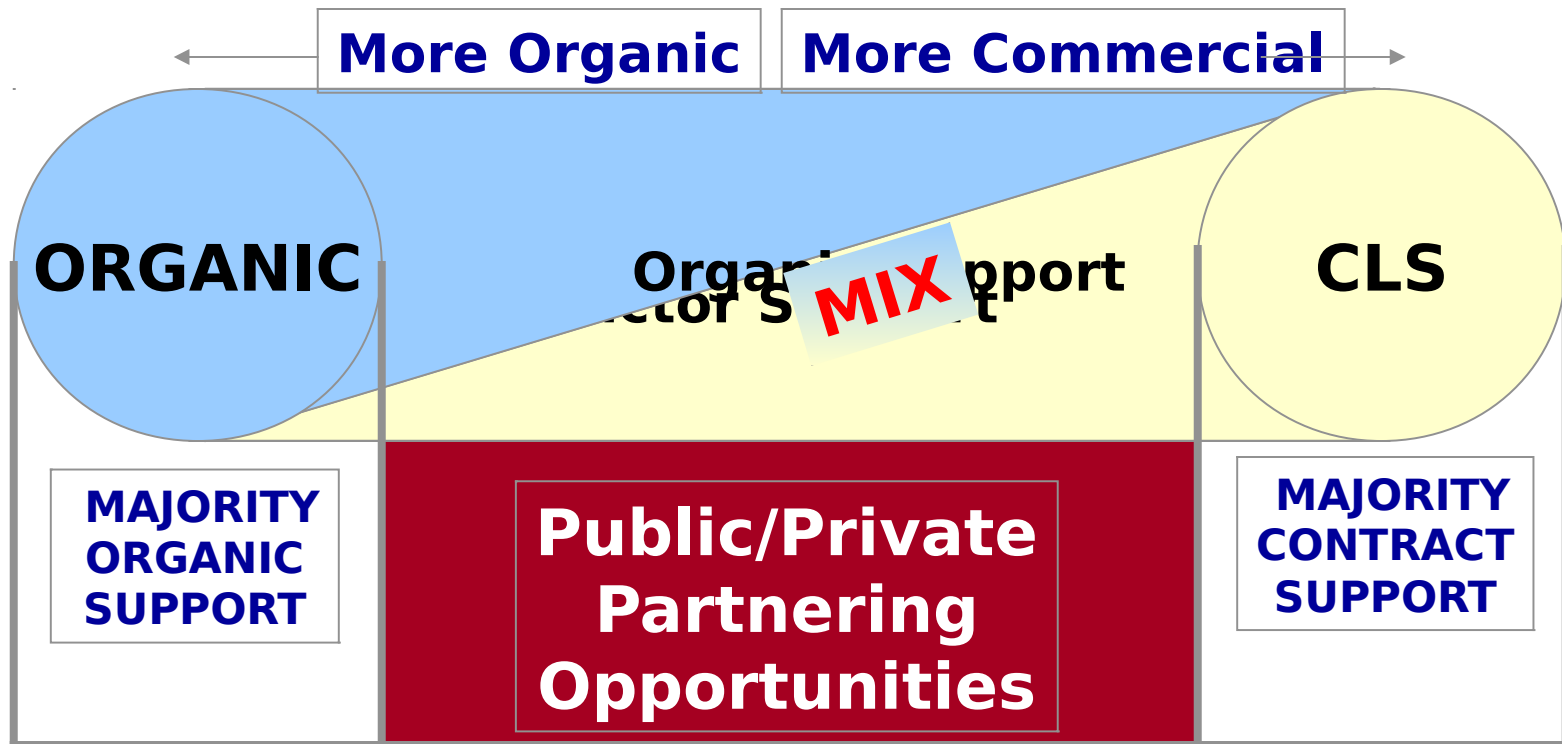 More Organic
More Commercial
ORGANIC
MIX
CLS
MAJORITY
ORGANIC
SUPPORT
Public/Private
Partnering
Opportunities
MAJORITY
CONTRACT
SUPPORT